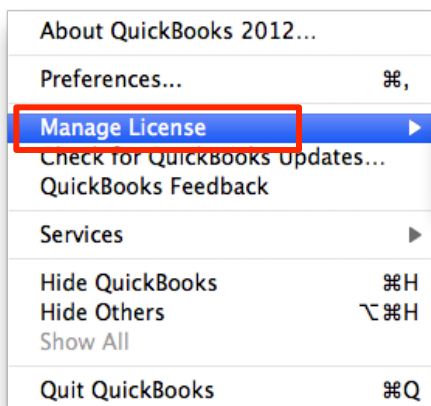 About QuickBooks 2012...
Preferences... ⌘,
Manage License ▶
Check for QuickBooks Updates...
QuickBooks Feedback
Services ▶
Hide QuickBooks ⌘H
Hide Others ⌥⌘H
Show All
Quit QuickBooks ⌘Q